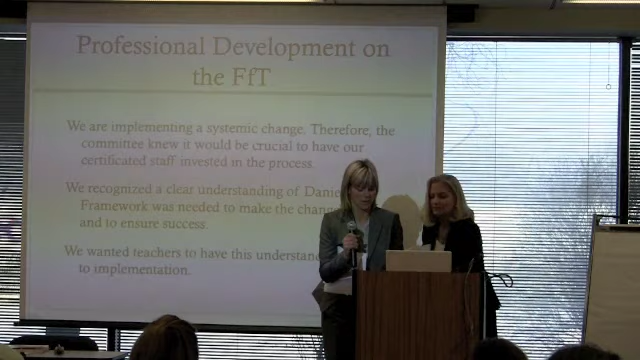 Professional Development on
the FfT
We are implementing a systemic change. Therefore, the
committee knew it would be crucial to have our
certificated staff invested in the process.
We recognized a clear understanding of
Framework was needed to make the
and to ensure success.
We wanted teachers to have this
to implementation.